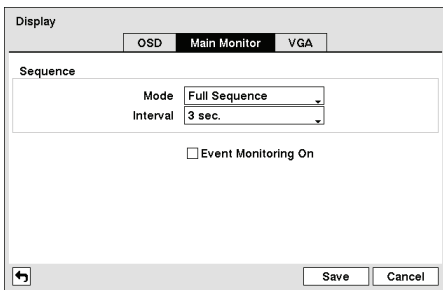 Display
OSD Main Monitor VGA
Sequence
Mode Full Sequence
Interval 3 sec.
Event Monitoring On
Save Cancel